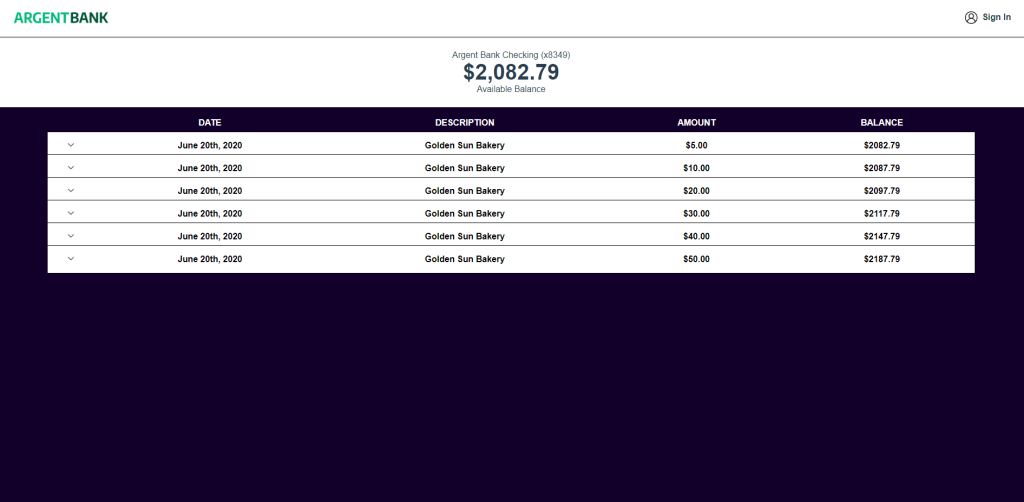 ARGENTBANK
Sign In
Argent Bank Checking (x8349)
$2,082.79
Available Balance
DATE DESCRIPTION AMOUNT BALANCE
June 20th, 2020 Golden Sun Bakery $5.00 $2082.79
June 20th, 2020 Golden Sun Bakery $10.00 $2087.79
June 20th, 2020 Golden Sun Bakery $20.00 $2097.79
June 20th, 2020 Golden Sun Bakery $30.00 $2117.79
June 20th, 2020 Golden Sun Bakery $40.00 $2147.79
June 20th, 2020 Golden Sun Bakery $50.00 $2187.79